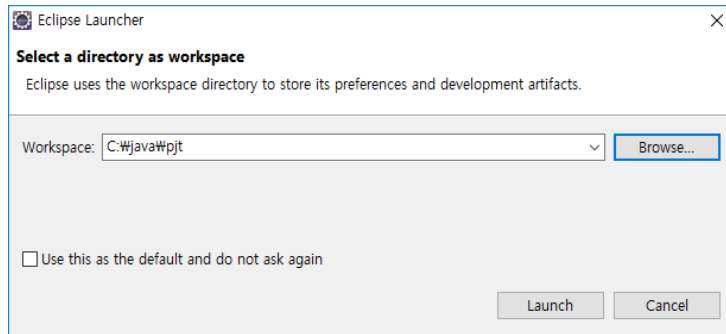 Eclipse Launcher
Select a directory as workspace
Eclipse uses the workspace directory to store its preferences and development artifacts.
Workspace: C:₩java₩pjt Browse...
Use this as the default and do not ask again
Launch Cancel